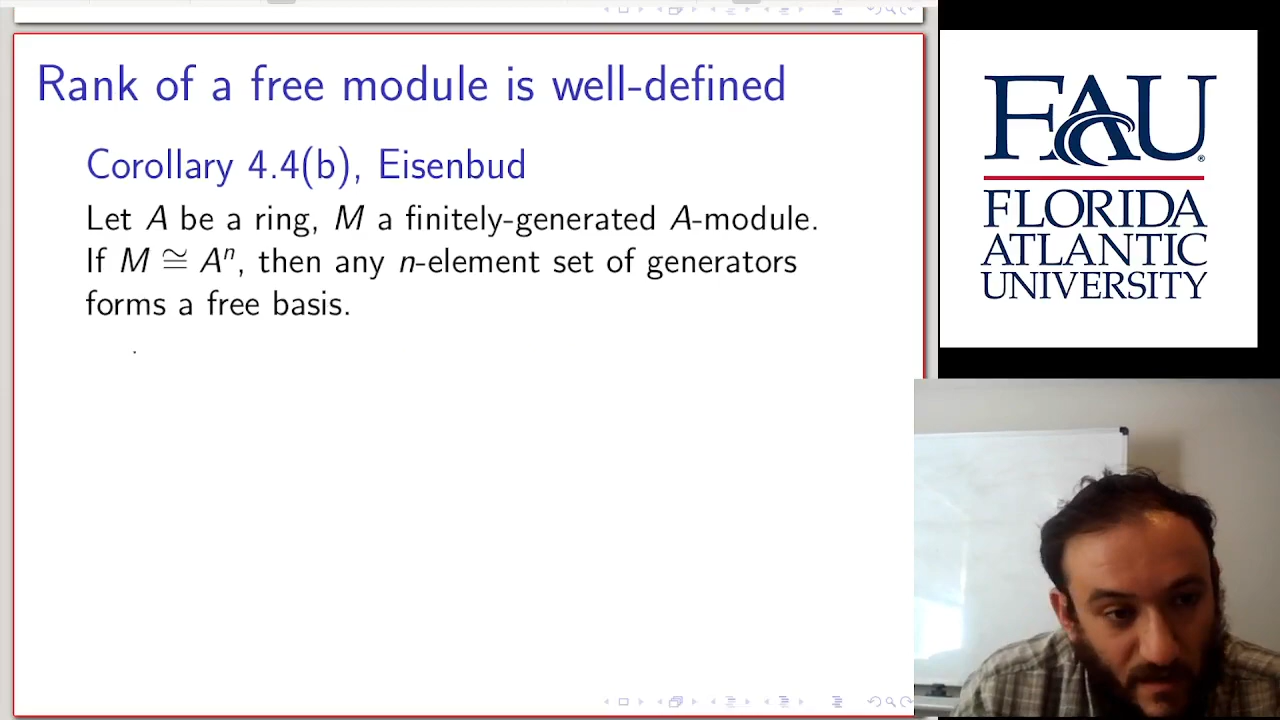 Rank of a free module is well-defined
Corollary 4.4(b), Eisenbud
Let A be a ring, M a finitely-generated A-module.
If M ≅ Aⁿ, then any n-element set of generators
forms a free basis.
FAU
FLORIDA
ATLANTIC
UNIVERSITY